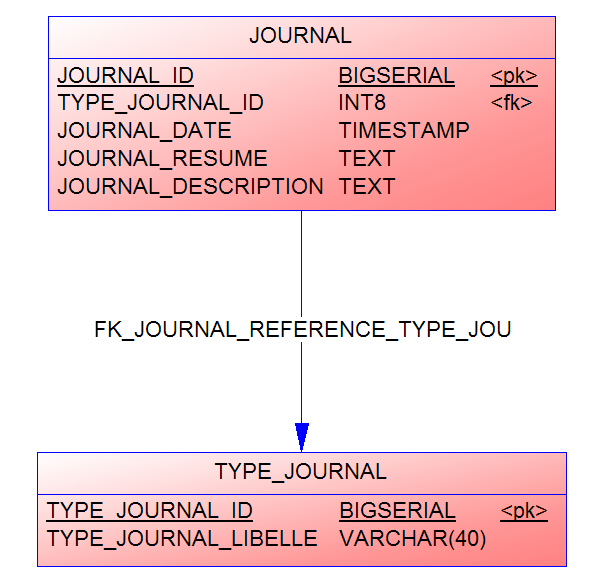 JOURNAL
JOURNAL_ID BIGSERIAL <pk>
TYPE_JOURNAL_ID INT8 <fk>
JOURNAL_DATE TIMESTAMP
JOURNAL_RESUME TEXT
JOURNAL_DESCRIPTION TEXT
FK_JOURNAL_REFERENCE_TYPE_JOU
TYPE_JOURNAL
TYPE_JOURNAL_ID BIGSERIAL <pk>
TYPE_JOURNAL_LIBELLE VARCHAR(40)